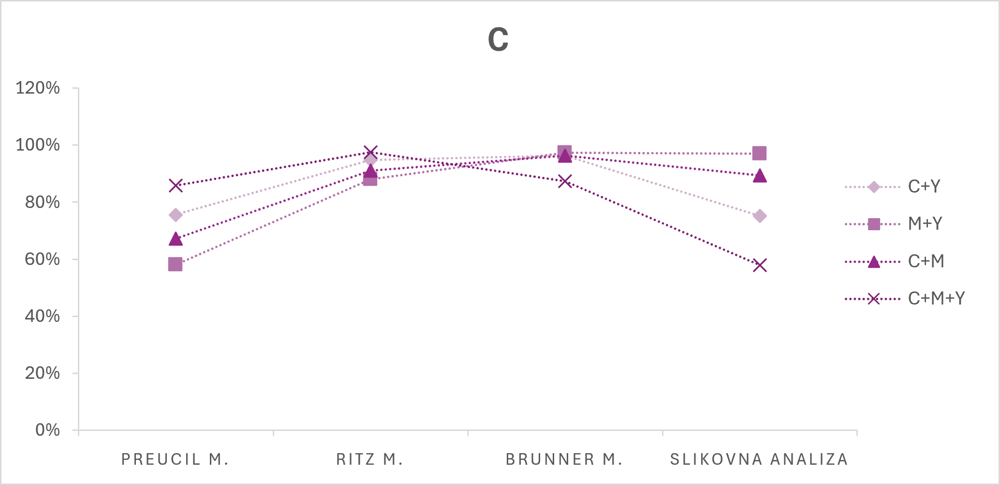 C
120%
100%
80%
60%
40%
20%
0%
PREUCIL M.
RITZ M.
BRUNNER M.
SLIKOVNA ANALIZA
C+Y
M+Y
C+M
C+M+Y